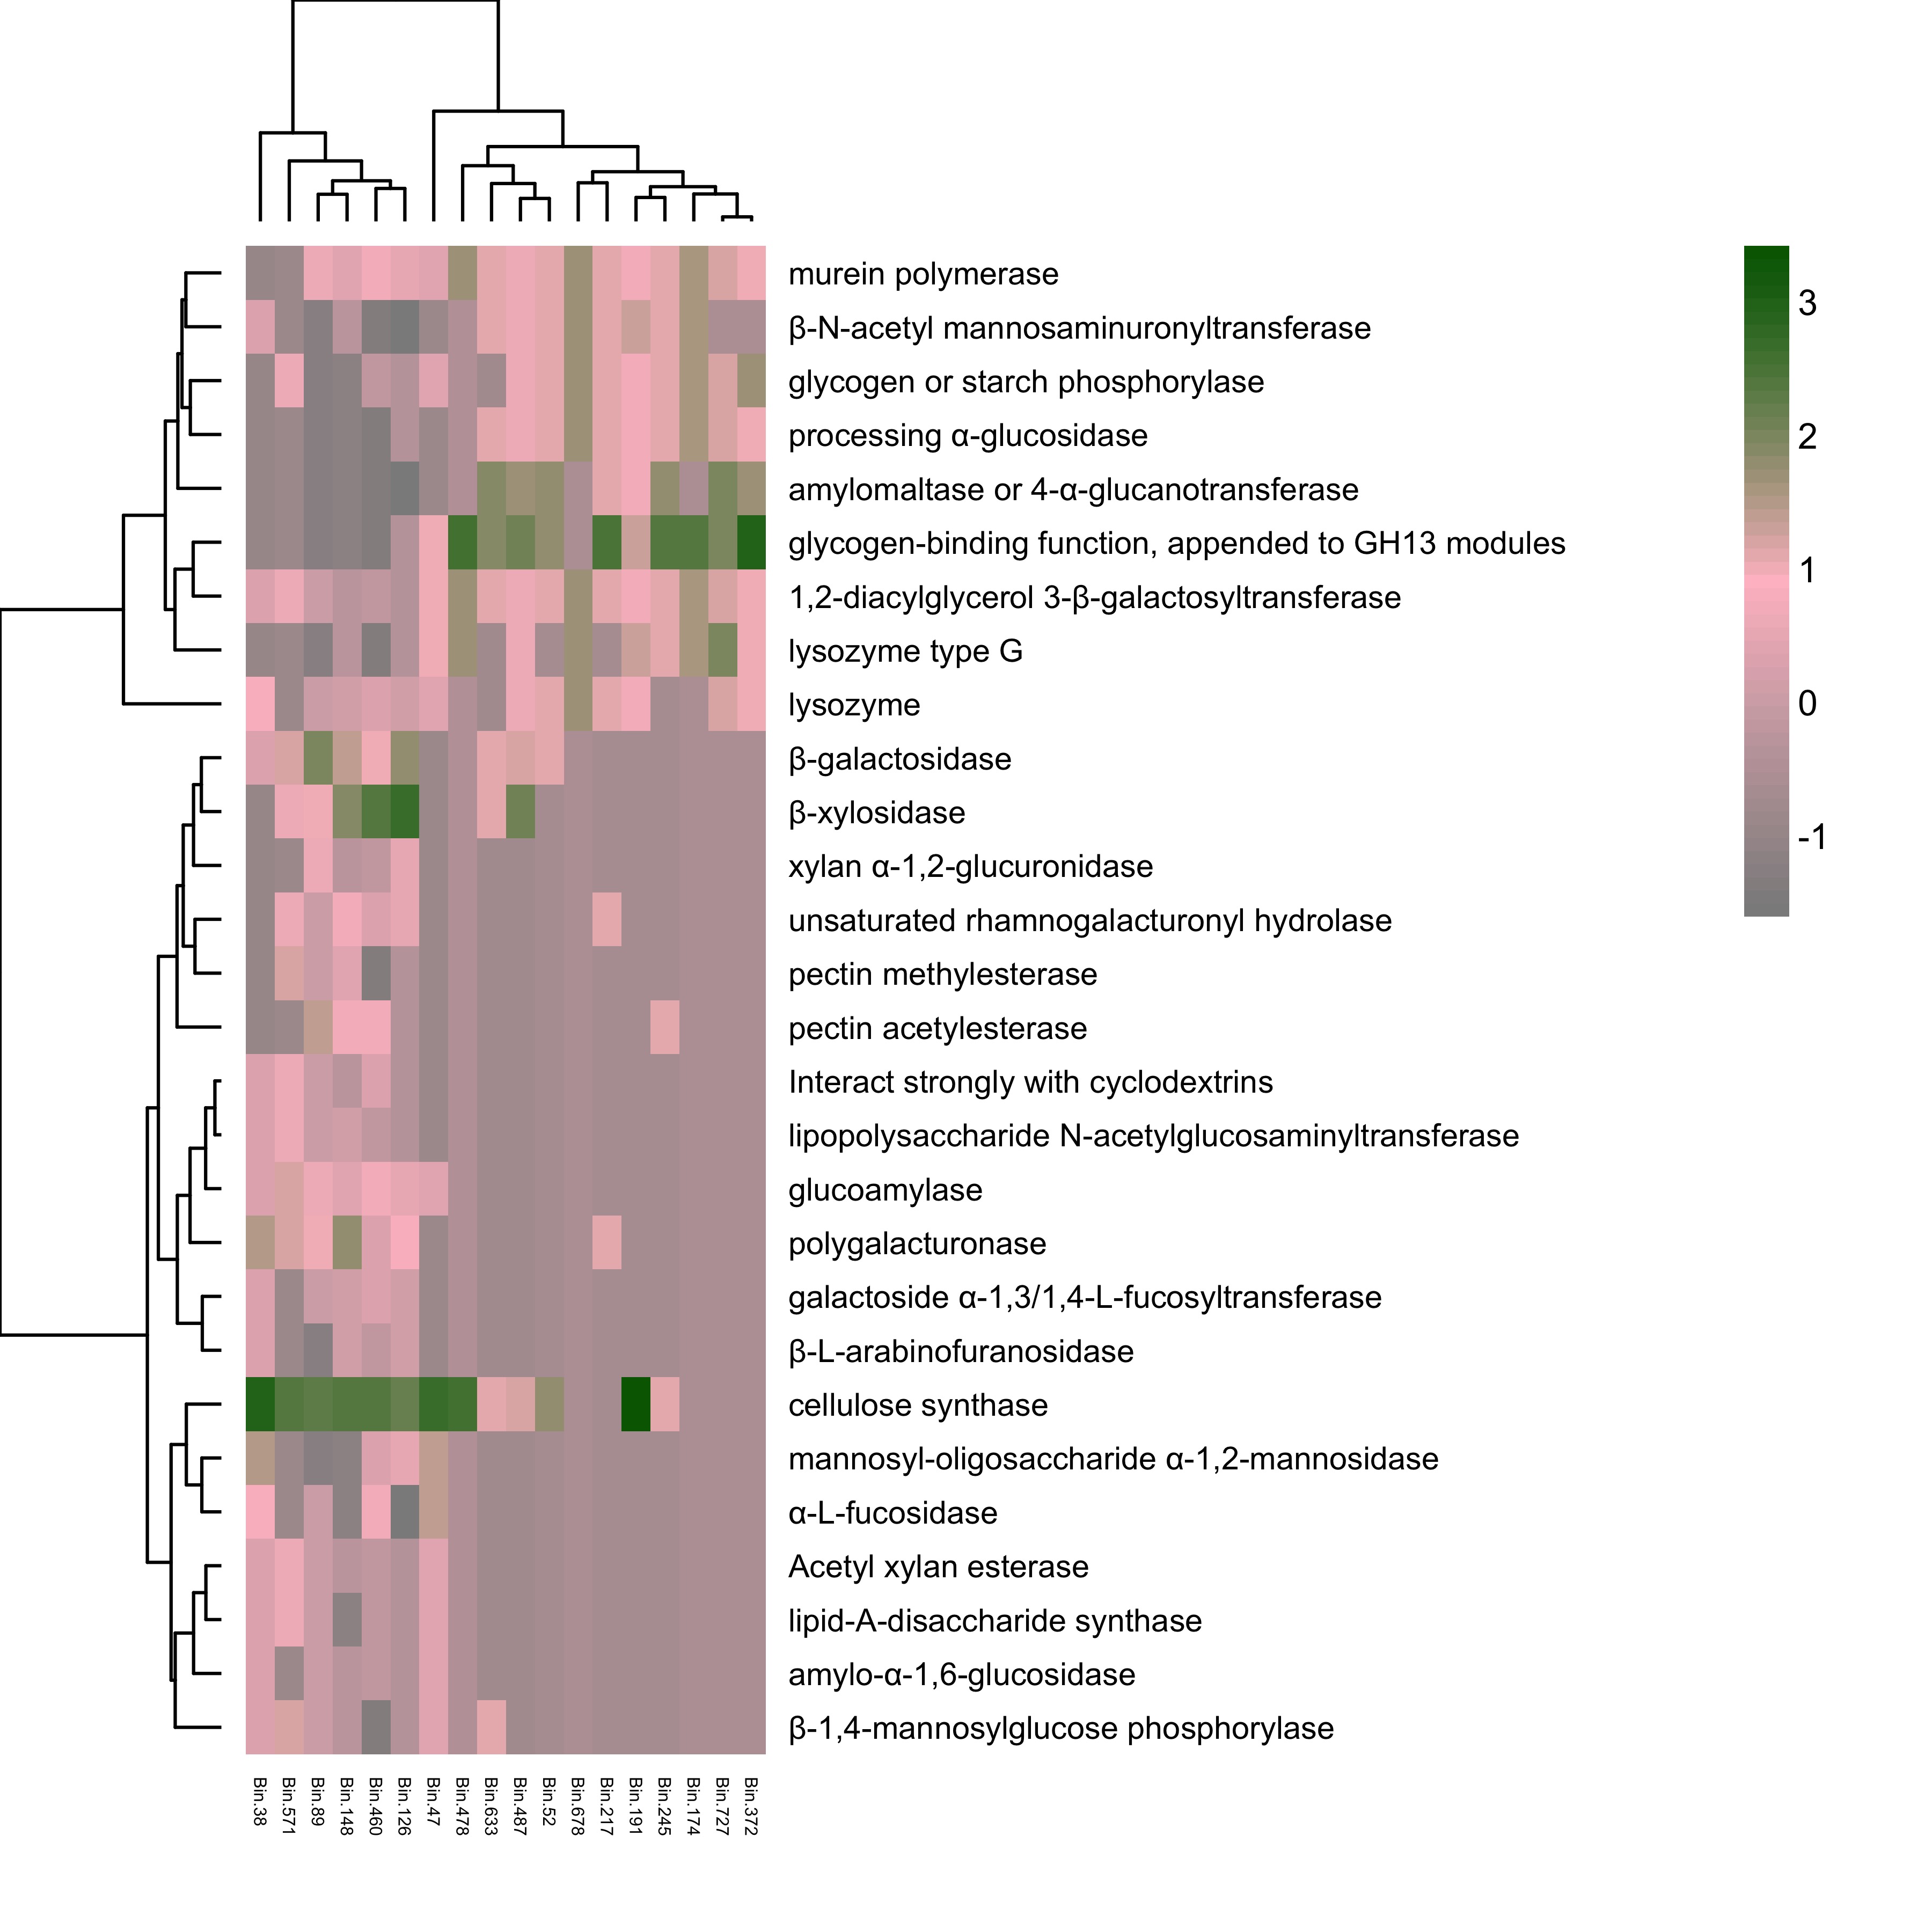 murein polymerase
β-N-acetyl mannosaminuronyltransferase
glycogen or starch phosphorylase
processing α-glucosidase
amylomaltase or 4-α-glucanotransferase
glycogen-binding function, appended to GH13 modules
1,2-diacylglycerol 3-β-galactosyltransferase
lysozyme type G
lysozyme
β-galactosidase
β-xylosidase
xylan α-1,2-glucuronidase
unsaturated rhamnogalacturonyl hydrolase
pectin methylesterase
pectin acetylesterase
Interact strongly with cyclodextrins
lipopolysaccharide N-acetylglucosaminyltransferase
glucoamylase
polygalacturonase
galactoside α-1,3/1,4-L-fucosyltransferase
β-L-arabinofuranosidase
cellulose synthase
mannosyl-oligosaccharide α-1,2-mannosidase
α-L-fucosidase
Acetyl xylan esterase
lipid-A-disaccharide synthase
amylo-α-1,6-glucosidase
β-1,4-mannosylglucose phosphorylase
3
2
1
0
-1
Bin.38
Bin.571
Bin.89
Bin.148
Bin.460
Bin.126
Bin.47
Bin.478
Bin.633
Bin.487
Bin.52
Bin.678
Bin.217
Bin.191
Bin.245
Bin.174
Bin.727
Bin.372